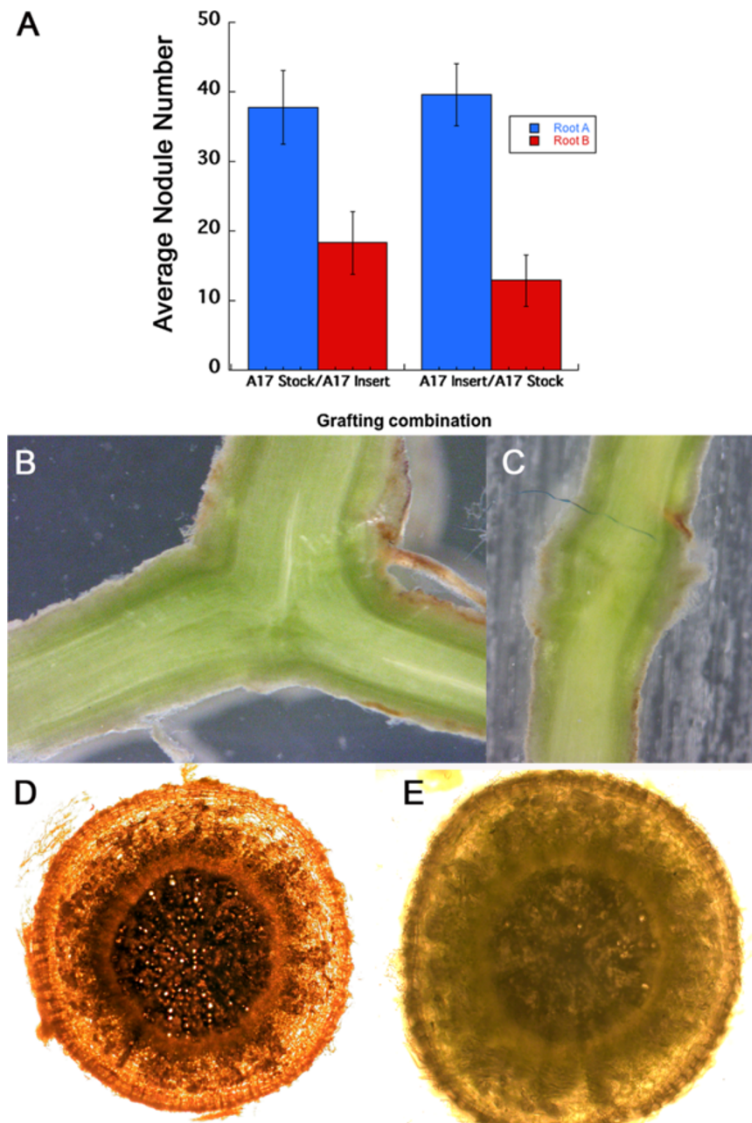 A
Average Nodule Number
50
40
30
20
10
0
Root A
Root B
A17 Stock/A17 Insert
A17 Insert/A17 Stock
Grafting combination
B
C
D
E